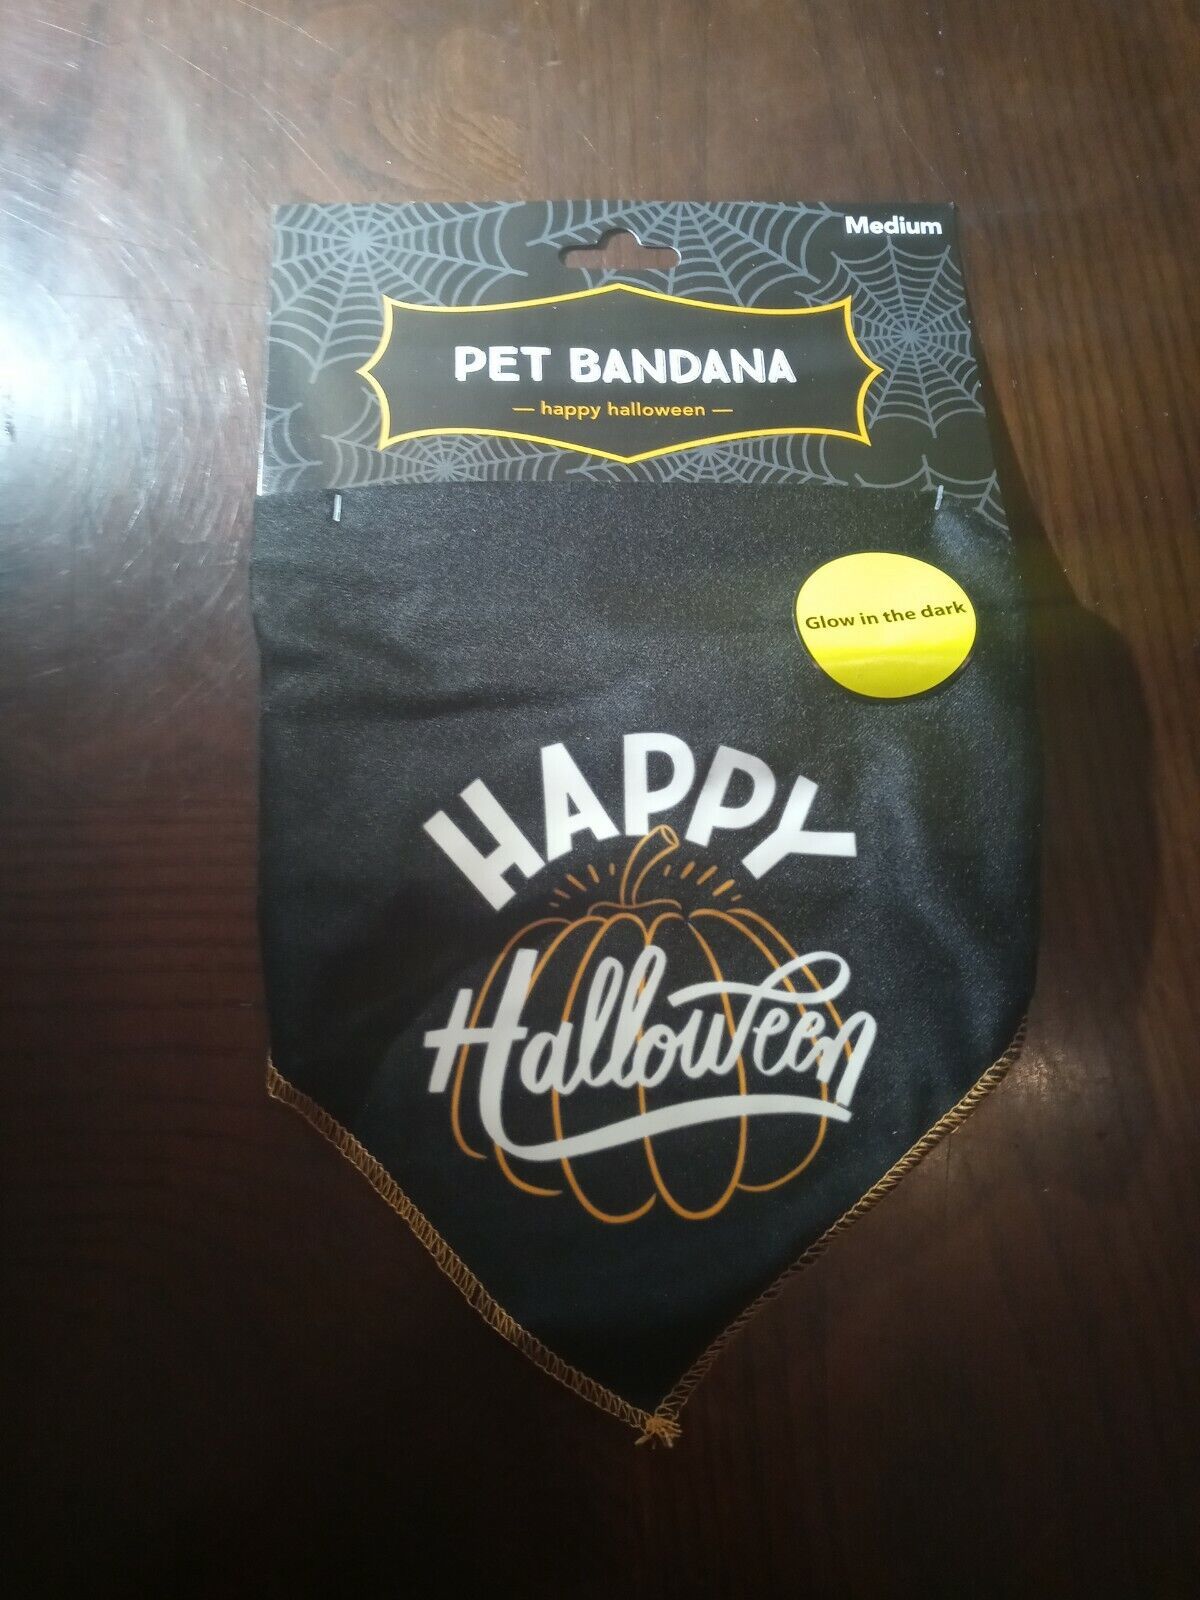 Medium
PET BANDANA
— happy halloween —
Glow in the dark
HAPPY
Halloween